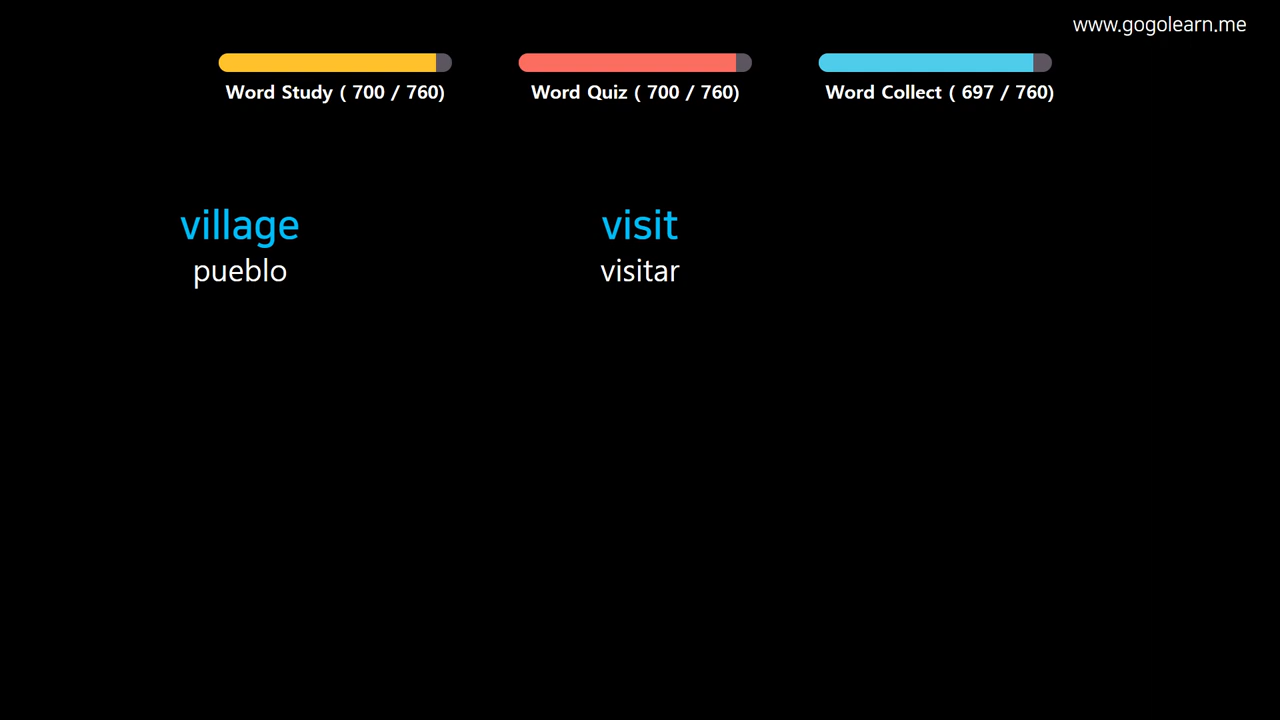 www.gogolearn.me
Word Study ( 700 / 760)
Word Quiz ( 700 / 760)
Word Collect ( 697 / 760)
village
pueblo
visit
visitar